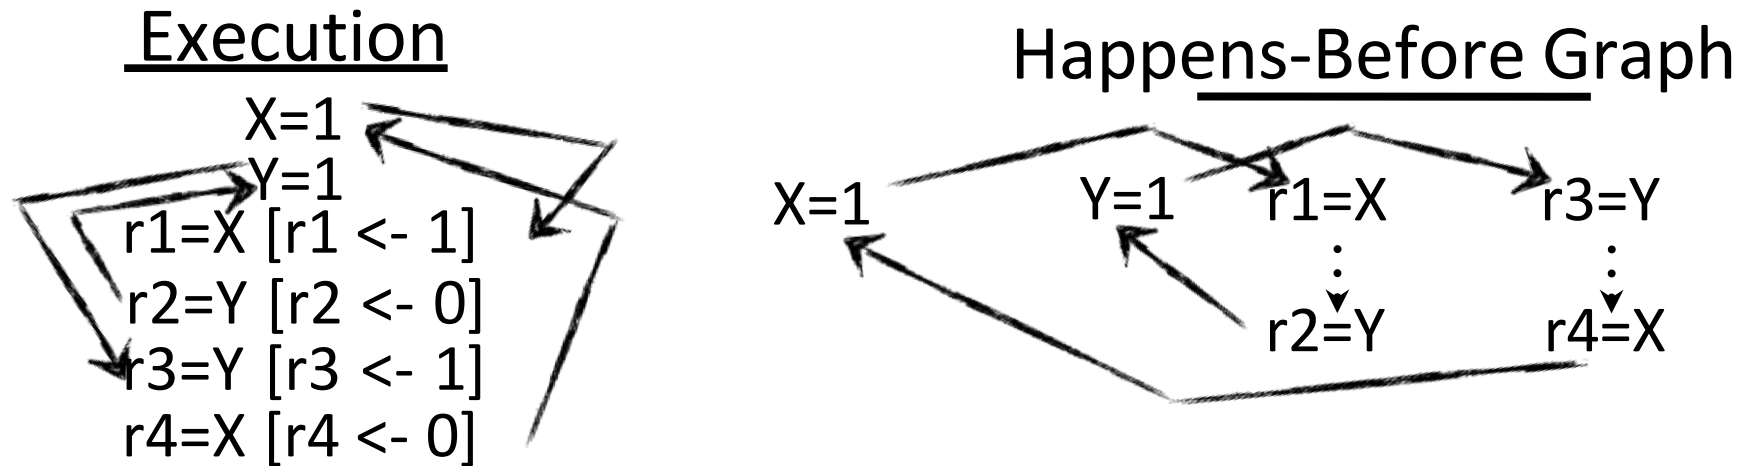 Execution
X=1
Y=1
r1=X [r1 <- 1]
r2=Y [r2 <- 0]
r3=Y [r3 <- 1]
r4=X [r4 <- 0]
Happens-Before Graph
X=1 Y=1 r1=X r3=Y
r2=Y r4=X